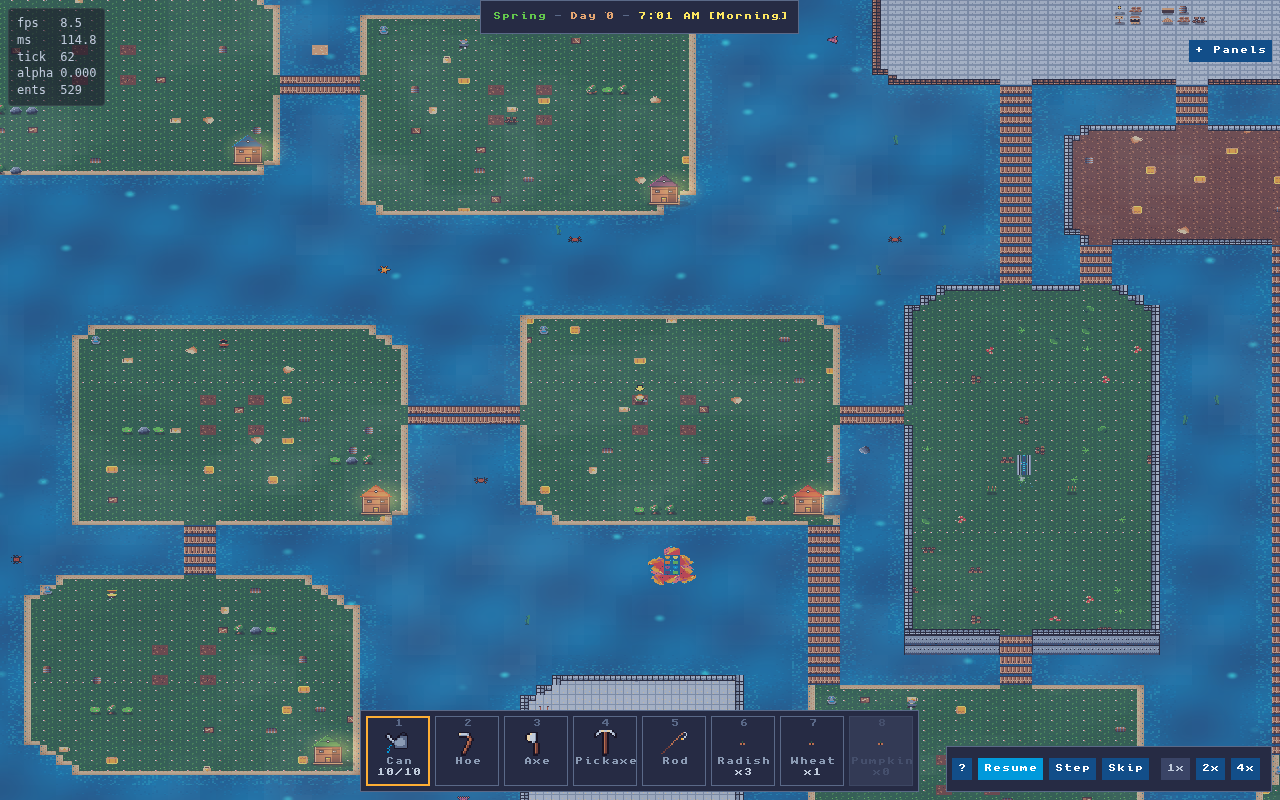 fps 8.5
ms 114.8
tick 62
alpha 0.000
ents 529
Spring — Day 0 — 7:01 AM [Morning]
+ Panels
1 2 3 4 5 6 7 8
Can Hoe Axe Pickaxe Rod Radish Wheat Pumpkin
10/10 x3 x1 x0
? Resume Step Skip 1x 2x 4x